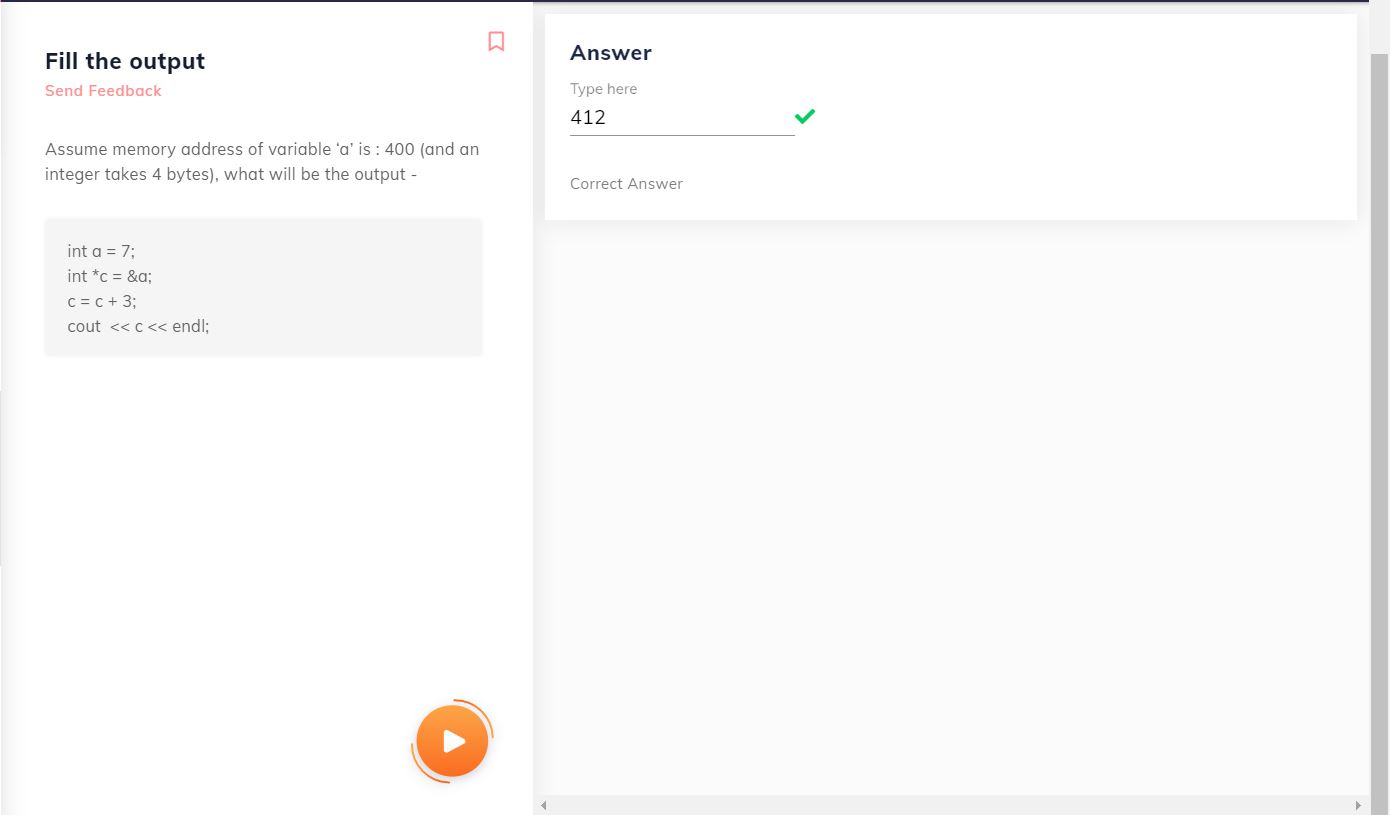 Fill the output
Send Feedback
Assume memory address of variable ‘a’ is : 400 (and an
integer takes 4 bytes), what will be the output -
int a = 7;
int *c = &a;
c = c + 3;
cout  << c << endl;
Answer
Type here
412
Correct Answer